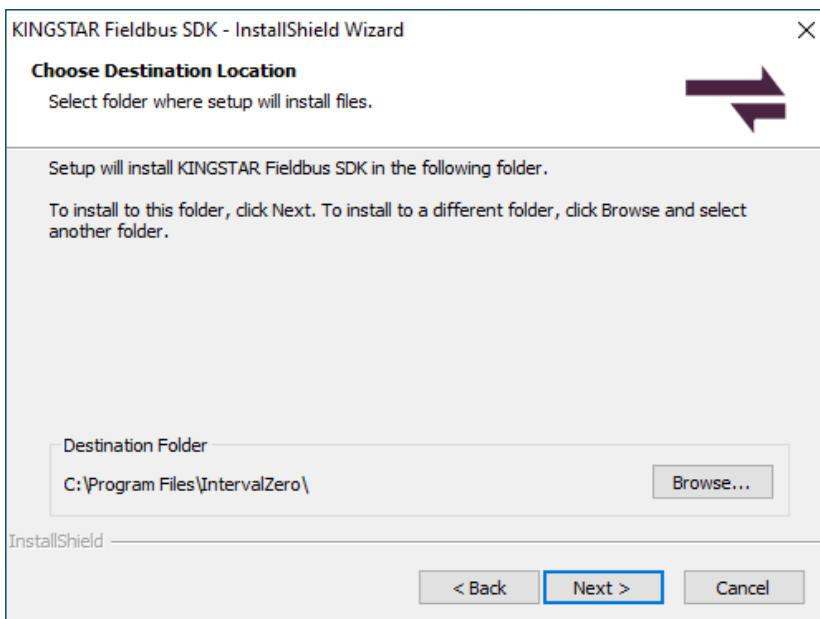 KINGSTAR Fieldbus SDK - InstallShield Wizard
Choose Destination Location
Select folder where setup will install files.
Setup will install KINGSTAR Fieldbus SDK in the following folder.
To install to this folder, click Next. To install to a different folder, click Browse and select
another folder.
Destination Folder
C:\Program Files\IntervalZero\
Browse...
InstallShield
< Back
Next >
Cancel